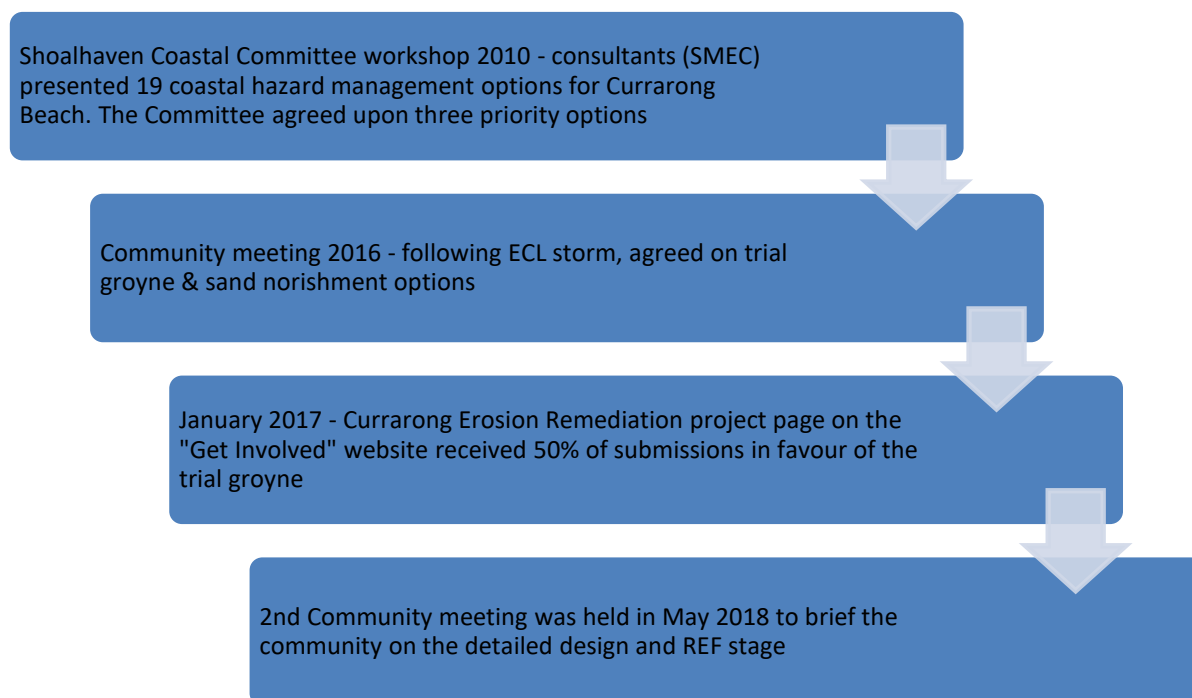 Shoalhaven Coastal Committee workshop 2010 - consultants (SMEC)
presented 19 coastal hazard management options for Currarong
Beach. The Committee agreed upon three priority options
Community meeting 2016 - following ECL storm, agreed on trial
groyne & sand norishment options
January 2017 - Currarong Erosion Remediation project page on the
"Get Involved" website received 50% of submissions in favour of the
trial groyne
2nd Community meeting was held in May 2018 to brief the
community on the detailed design and REF stage